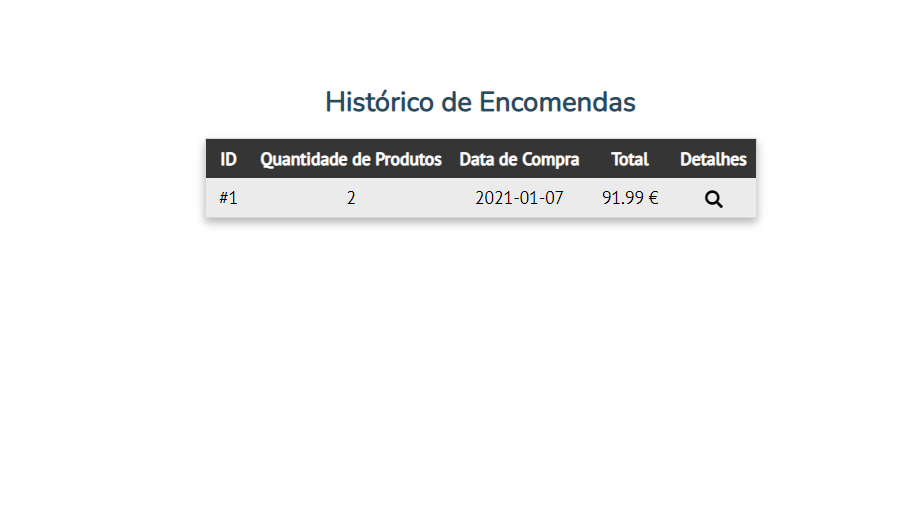 Histórico de Encomendas
ID Quantidade de Produtos Data de Compra Total Detalhes
#1 2 2021-01-07 91.99 €